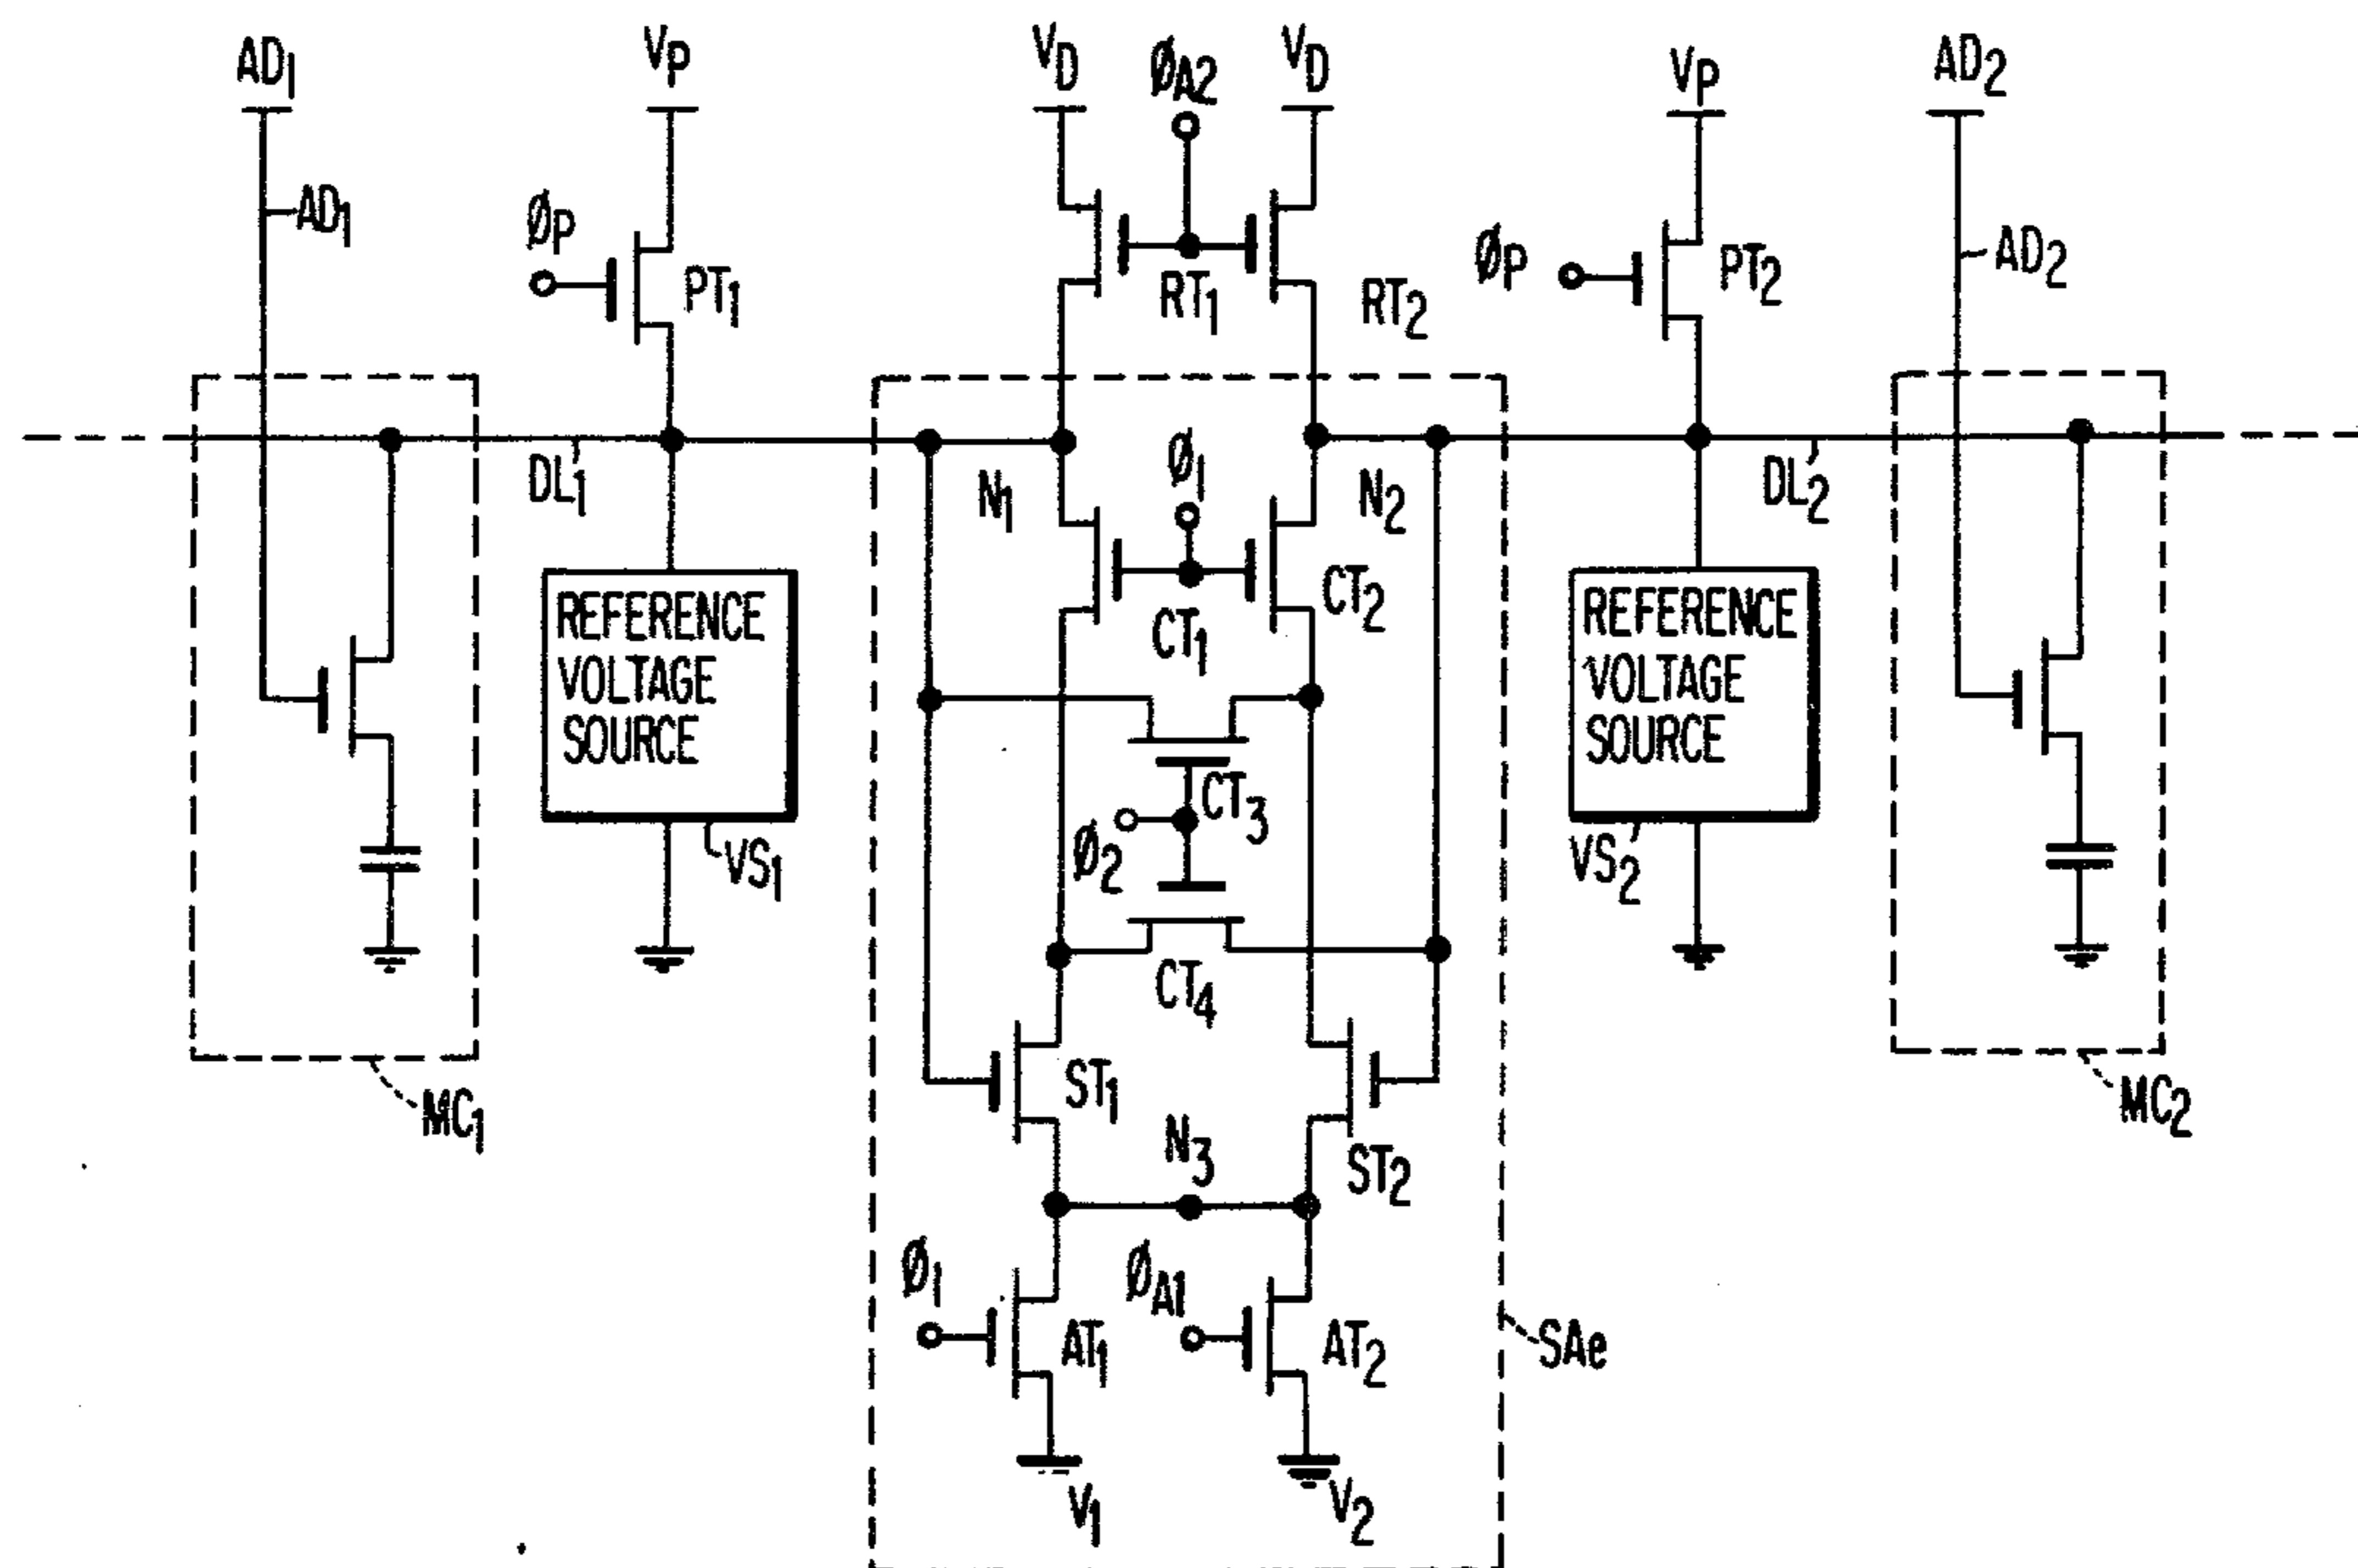 AD1
VP
VD
ØA2
VD
VP
AD2
AD1
ØP
PT1
RT1
RT2
ØP
PT2
AD2
DL1
N1
Ø1
N2
DL2
CT1
CT2
REFERENCE
VOLTAGE
SOURCE
REFERENCE
VOLTAGE
SOURCE
CT3
Ø2
VS1
VS2
CT4
MC1
ST1
N3
ST2
MC2
Ø1
ØA1
AT1
AT2
SAe
V1
V2